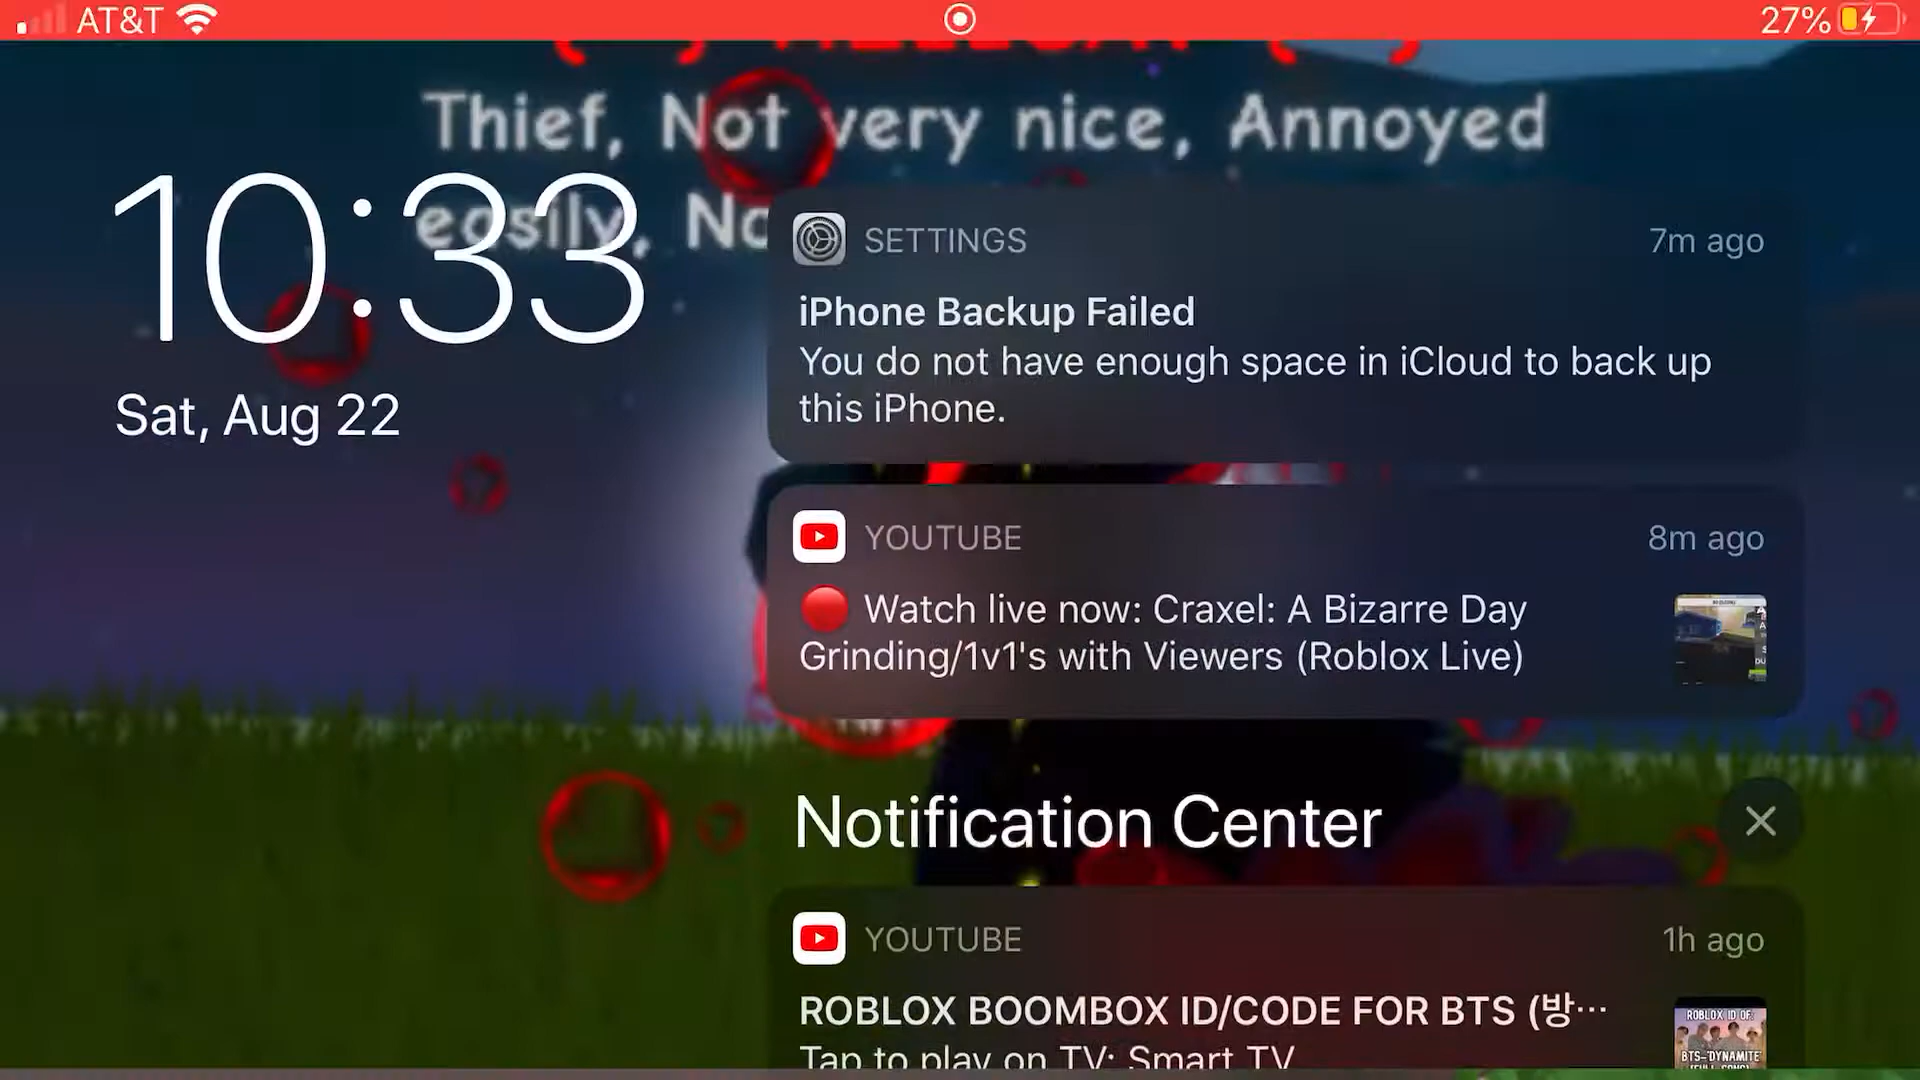 AT&T
27%
Thief, Not very nice, Annoyed
easily, No
10:33
Sat, Aug 22
SETTINGS
7m ago
iPhone Backup Failed
You do not have enough space in iCloud to back up
this iPhone.
YOUTUBE
8m ago
🔴 Watch live now: Craxel: A Bizarre Day
Grinding/1v1's with Viewers (Roblox Live)
Notification Center
YOUTUBE
1h ago
ROBLOX BOOMBOX ID/CODE FOR BTS (방…
Tap to play on TV: Smart TV
ROBLOX ID OF:
BTS-'DYNAMITE'